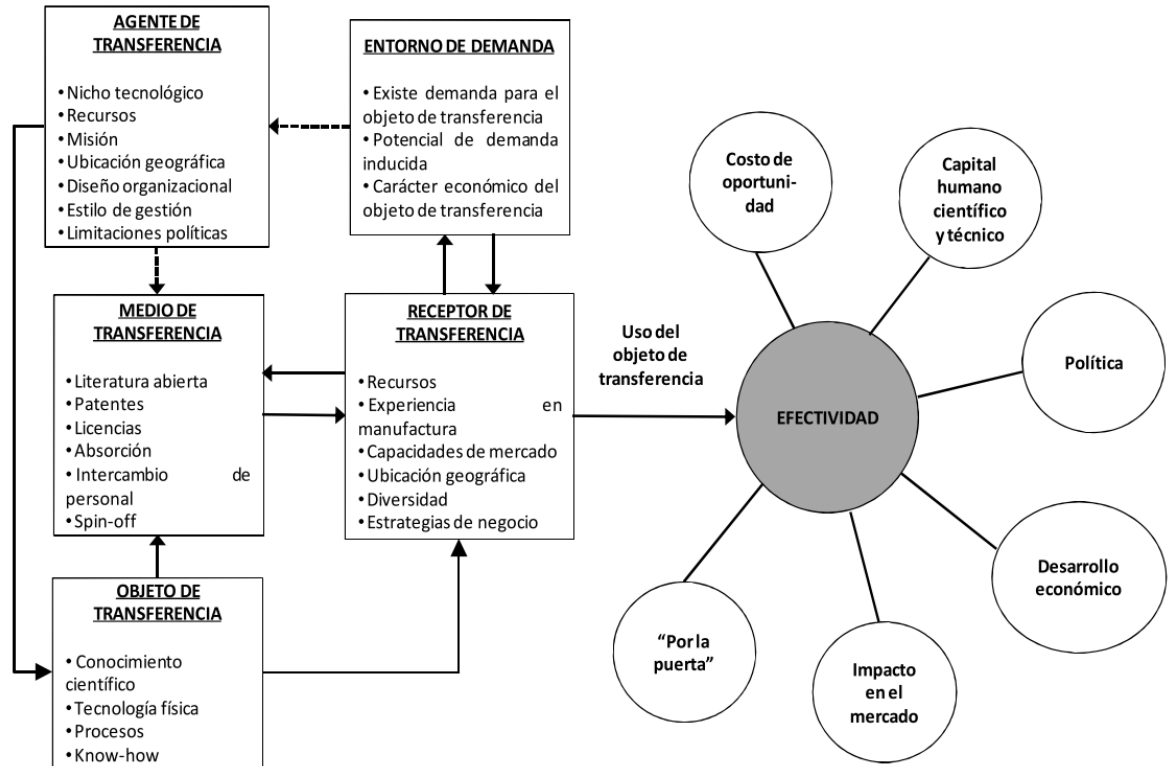 AGENTE DE
TRANSFERENCIA
• Nicho tecnológico
• Recursos
• Misión
• Ubicación geográfica
• Diseño organizacional
• Estilo de gestión
• Limitaciones políticas
ENTORNO DE DEMANDA
• Existe demanda para el
objeto de transferencia
• Potencial de demanda
inducida
• Carácter económico del
objeto de transferencia
MEDIO DE
TRANSFERENCIA
• Literatura abierta
• Patentes
• Licencias
• Absorción
• Intercambio de
personal
• Spin-off
RECEPTOR DE
TRANSFERENCIA
• Recursos
• Experiencia en
manufactura
• Capacidades de mercado
• Ubicación geográfica
• Diversidad
• Estrategias de negocio
OBJETO DE
TRANSFERENCIA
• Conocimiento
científico
• Tecnología física
• Procesos
• Know-how
Uso del
objeto de
transferencia
EFECTIVIDAD
Costo de
oportuni-
dad
Capital
humano
científico
y técnico
Política
Desarrollo
económico
Impacto
en el
mercado
“Por la
puerta”